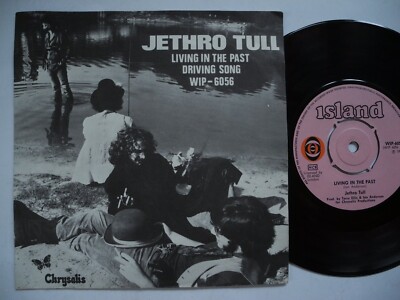 JETHRO TULL
LIVING IN THE PAST
DRIVING SONG
WIP-6056
Chrysalis
island
LIVING IN THE PAST
Jethro Tull